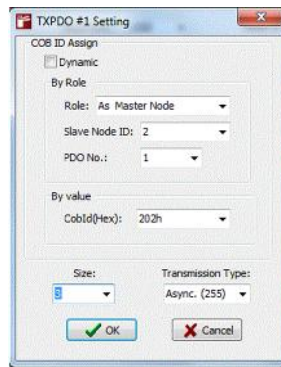 TXPDO #1 Setting
COB ID Assign
Dynamic
By Role
Role: As Master Node
Slave Node ID: 2
PDO No.: 1
By value
CobId(Hex): 202h
Size: Transmission Type:
3 Async. (255)
OK Cancel